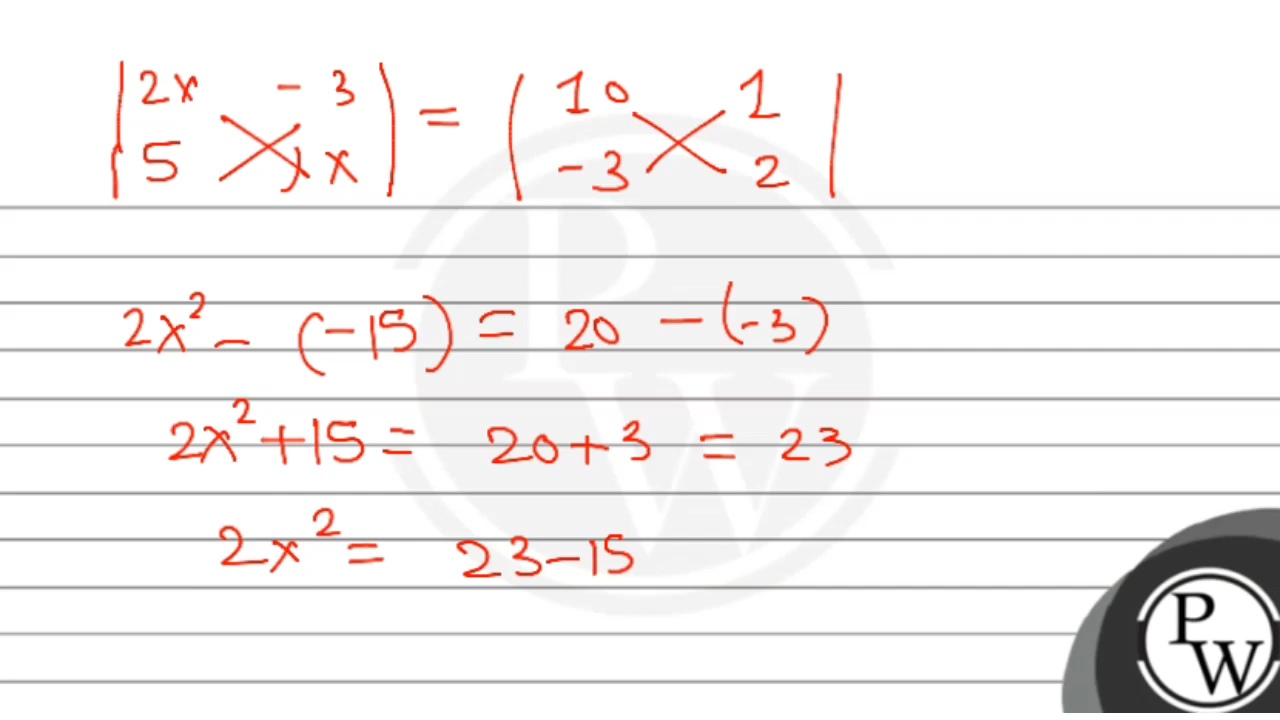 |2x -3| = |10 1|
|5 x| |-3 2|
2x² - (-15) = 20 - (-3)
2x² + 15 = 20 + 3 = 23
2x² = 23 - 15
PW
PW